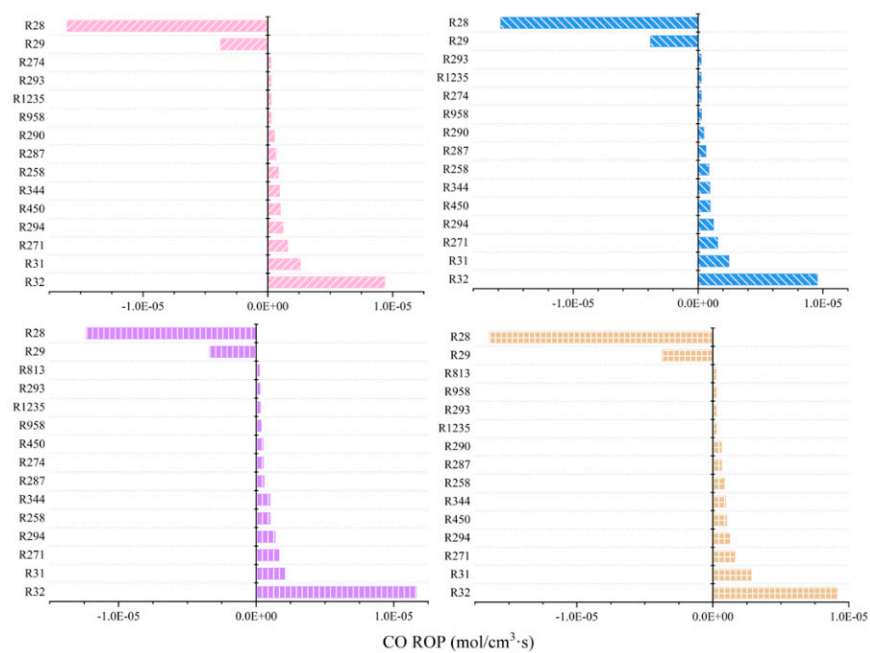 R28
R29
R274
R293
R1235
R958
R290
R287
R258
R344
R450
R294
R271
R31
R32
-1.0E-05 0.0E+00 1.0E-05
R28
R29
R293
R1235
R274
R958
R290
R287
R258
R344
R450
R294
R271
R31
R32
-1.0E-05 0.0E+00 1.0E-05
R28
R29
R813
R293
R1235
R958
R450
R274
R287
R344
R258
R294
R271
R31
R32
-1.0E-05 0.0E+00 1.0E-05
R28
R29
R813
R958
R293
R1235
R290
R287
R258
R344
R450
R294
R271
R31
R32
-1.0E-05 0.0E+00 1.0E-05
CO ROP (mol/cm³·s)